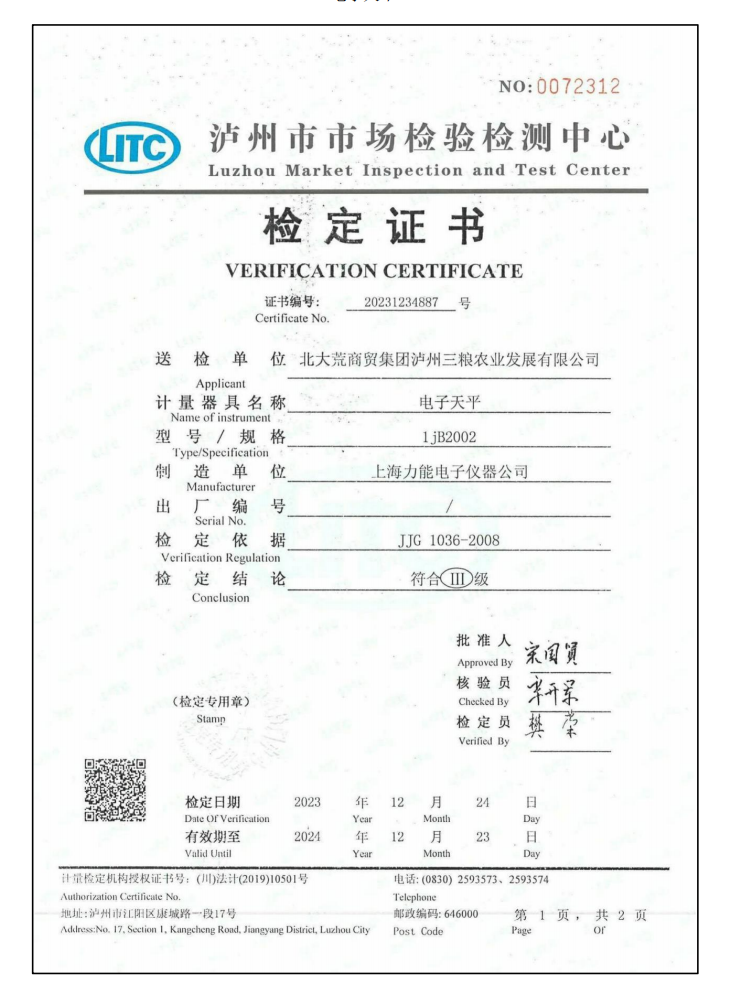 NO:0072312
LITC
泸州市市场检验检测中心
Luzhou Market Inspection and Test Center
检定证书
VERIFICATION CERTIFICATE
证书编号: 20231234887 号
Certificate No.
送检单位 北大荒商贸集团泸州三粮农业发展有限公司
Applicant
计量器具名称 电子天平
Name of instrument
型号/规格 1jB2002
Type/Specification
制造单位 上海力能电子仪器公司
Manufacturer
出厂编号 /
Serial No.
检定依据 JJG 1036-2008
Verification Regulation
检定结论 符合Ⅲ级
Conclusion
批准人
Approved By
核验员
Checked By
(检定专用章)
Stamp
检定员 樊荣
Verified By
检定日期 2023 年 12 月 24 日
Date Of Verification Year Month Day
有效期至 2024 年 12 月 23 日
Valid Until Year Month Day
计量检定机构授权证书号:(川)法计(2019)10501号 电话: (0830) 2593573、2593574
Authorization Certificate No. Telephone
地址:泸州市江阳区康城路一段17号 邮政编码: 646000 第 1 页, 共 2 页
Address:No. 17, Section 1, Kangcheng Road, Jiangyang District, Luzhou City Post Code Page Of